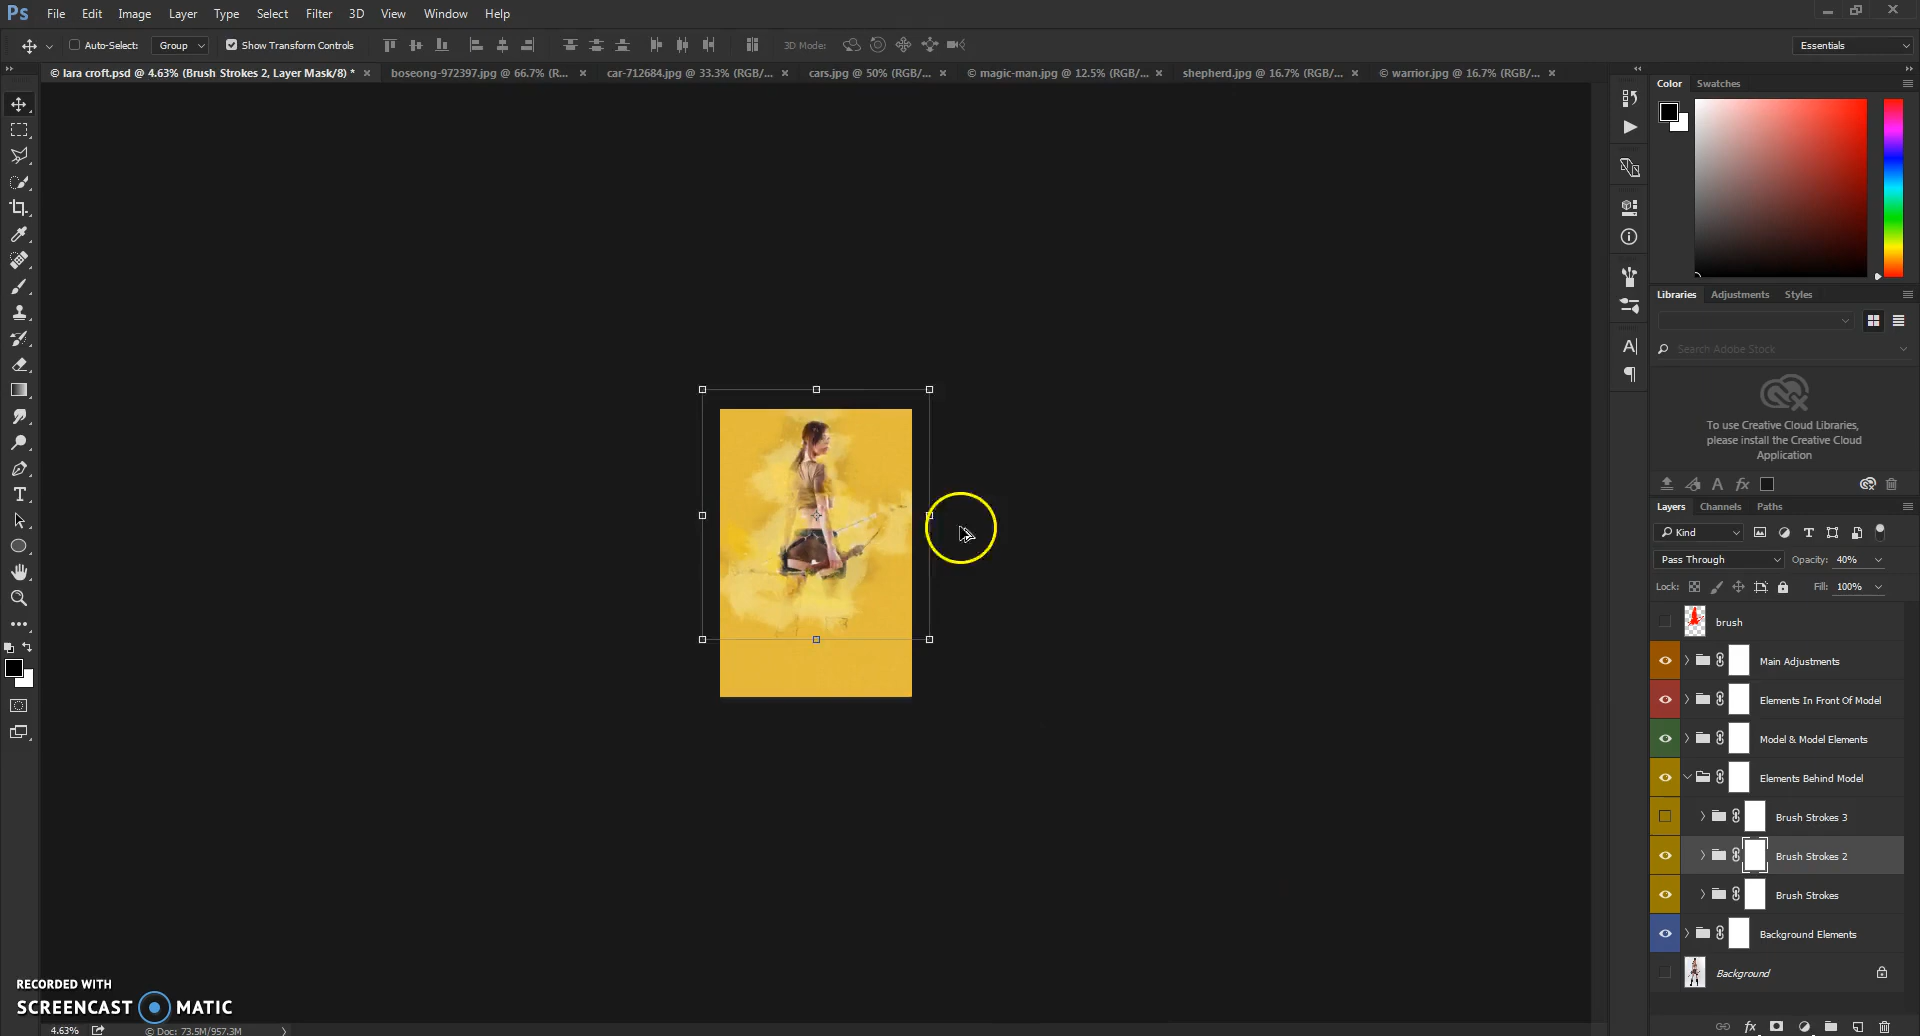 Ps File Edit Image Layer Type Select Filter 3D View Window Help
Auto-Select: Group Show Transform Controls 3D Mode: Essentials
© lara croft.psd @ 4.63% (Brush Strokes 2, Layer Mask/8) * × boseong-972397.jpg @ 66.7% (R... × car-712684.jpg @ 33.3% (RGB/... × cars.jpg @ 50% (RGB/... × © magic-man.jpg @ 12.5% (RGB/... × shepherd.jpg @ 16.7% (RGB/... × © warrior.jpg @ 16.7% (RGB/... ×
Color Swatches
Libraries Adjustments Styles
Search Adobe Stock
To use Creative Cloud Libraries,
please install the Creative Cloud
Application
Layers Channels Paths
Kind
Pass Through Opacity: 40%
Lock: Fill: 100%
brush
Main Adjustments
Elements In Front Of Model
Model & Model Elements
Elements Behind Model
Brush Strokes 3
Brush Strokes 2
Brush Strokes
Background Elements
Background
RECORDED WITH
SCREENCAST MATIC
4.63% © Doc: 73.5M/957.3M